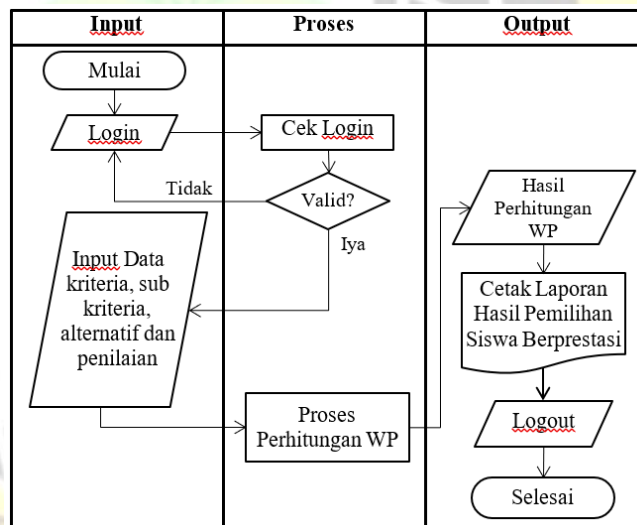 Input
Proses
Output
Mulai
Login
Cek Login
Valid?
Tidak
Iya
Input Data
kriteria, sub
kriteria,
alternatif dan
penilaian
Proses
Perhitungan WP
Hasil
Perhitungan
WP
Cetak Laporan
Hasil Pemilihan
Siswa Berprestasi
Logout
Selesai